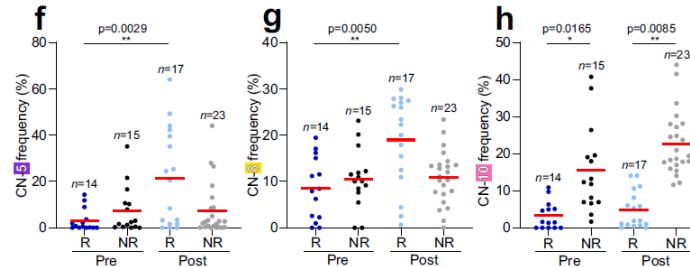 f
p=0.0029
**
80
60
40
20
0
CN-5 frequency (%)
n=14
n=15
n=17
n=23
R NR R NR
Pre Post
g
p=0.0050
**
40
30
20
10
0
CN-9 frequency (%)
n=14
n=15
n=17
n=23
R NR R NR
Pre Post
h
p=0.0165 p=0.0085
* **
50
40
30
20
10
0
CN-10 frequency (%)
n=14
n=15
n=17
n=23
R NR R NR
Pre Post